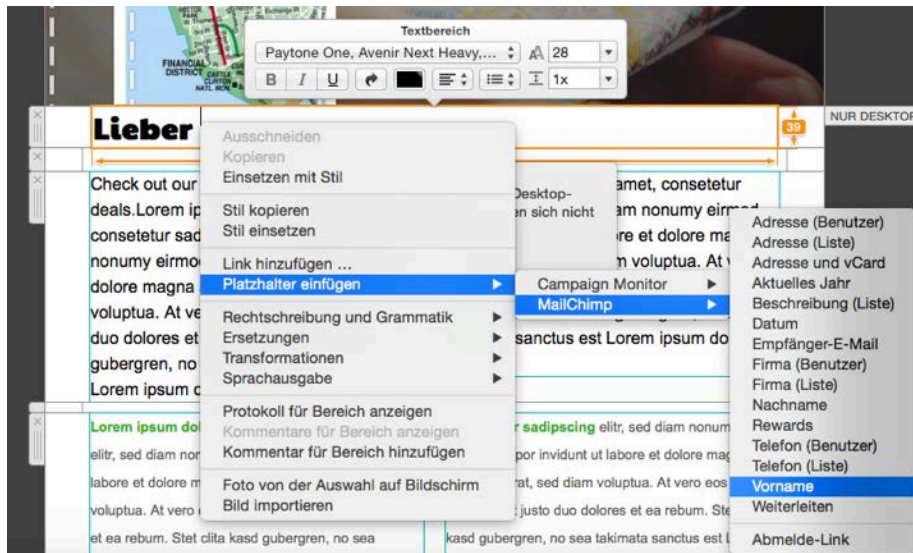 FINANCIAL
DISTRICT
CASTLE
CLINTON
NAT'L MON
Textbereich
Paytone One, Avenir Next Heavy,...
28
B I U
1x
Lieber
39
NUR DESKTOP
Check out our
deals.Lorem ip
consetetur sad
nonumy eirmo
dolore magna
voluptua. At ve
duo dolores et
gubergren, no
Lorem ipsum d
Desktop-
en sich nicht
amet, consetetur
am nonumy eirmod
re et dolore ma
m voluptua. At v
sanctus est Lorem ipsum do
Ausschneiden
Kopieren
Einsetzen mit Stil
Stil kopieren
Stil einsetzen
Link hinzufügen ...
Platzhalter einfügen
Rechtschreibung und Grammatik
Ersetzungen
Transformationen
Sprachausgabe
Protokoll für Bereich anzeigen
Kommentare für Bereich anzeigen
Kommentar für Bereich hinzufügen
Foto von der Auswahl auf Bildschirm
Bild importieren
Campaign Monitor
MailChimp
Adresse (Benutzer)
Adresse (Liste)
Adresse und vCard
Aktuelles Jahr
Beschreibung (Liste)
Datum
Empfänger-E-Mail
Firma (Benutzer)
Firma (Liste)
Nachname
Rewards
Telefon (Benutzer)
Telefon (Liste)
Vorname
Weiterleiten
Abmelde-Link
Lorem ipsum dol
elitr, sed diam non
labore et dolore m
voluptua. At vero
et ea rebum. Stet clita kasd gubergren, no sea
r sadipscing elitr, sed diam nonum
por invidunt ut labore et dolore mag
rat, sed diam voluptua. At vero eos
justo duo dolores et ea rebum. Ste
kasd gubergren, no sea takimata sanctus est L